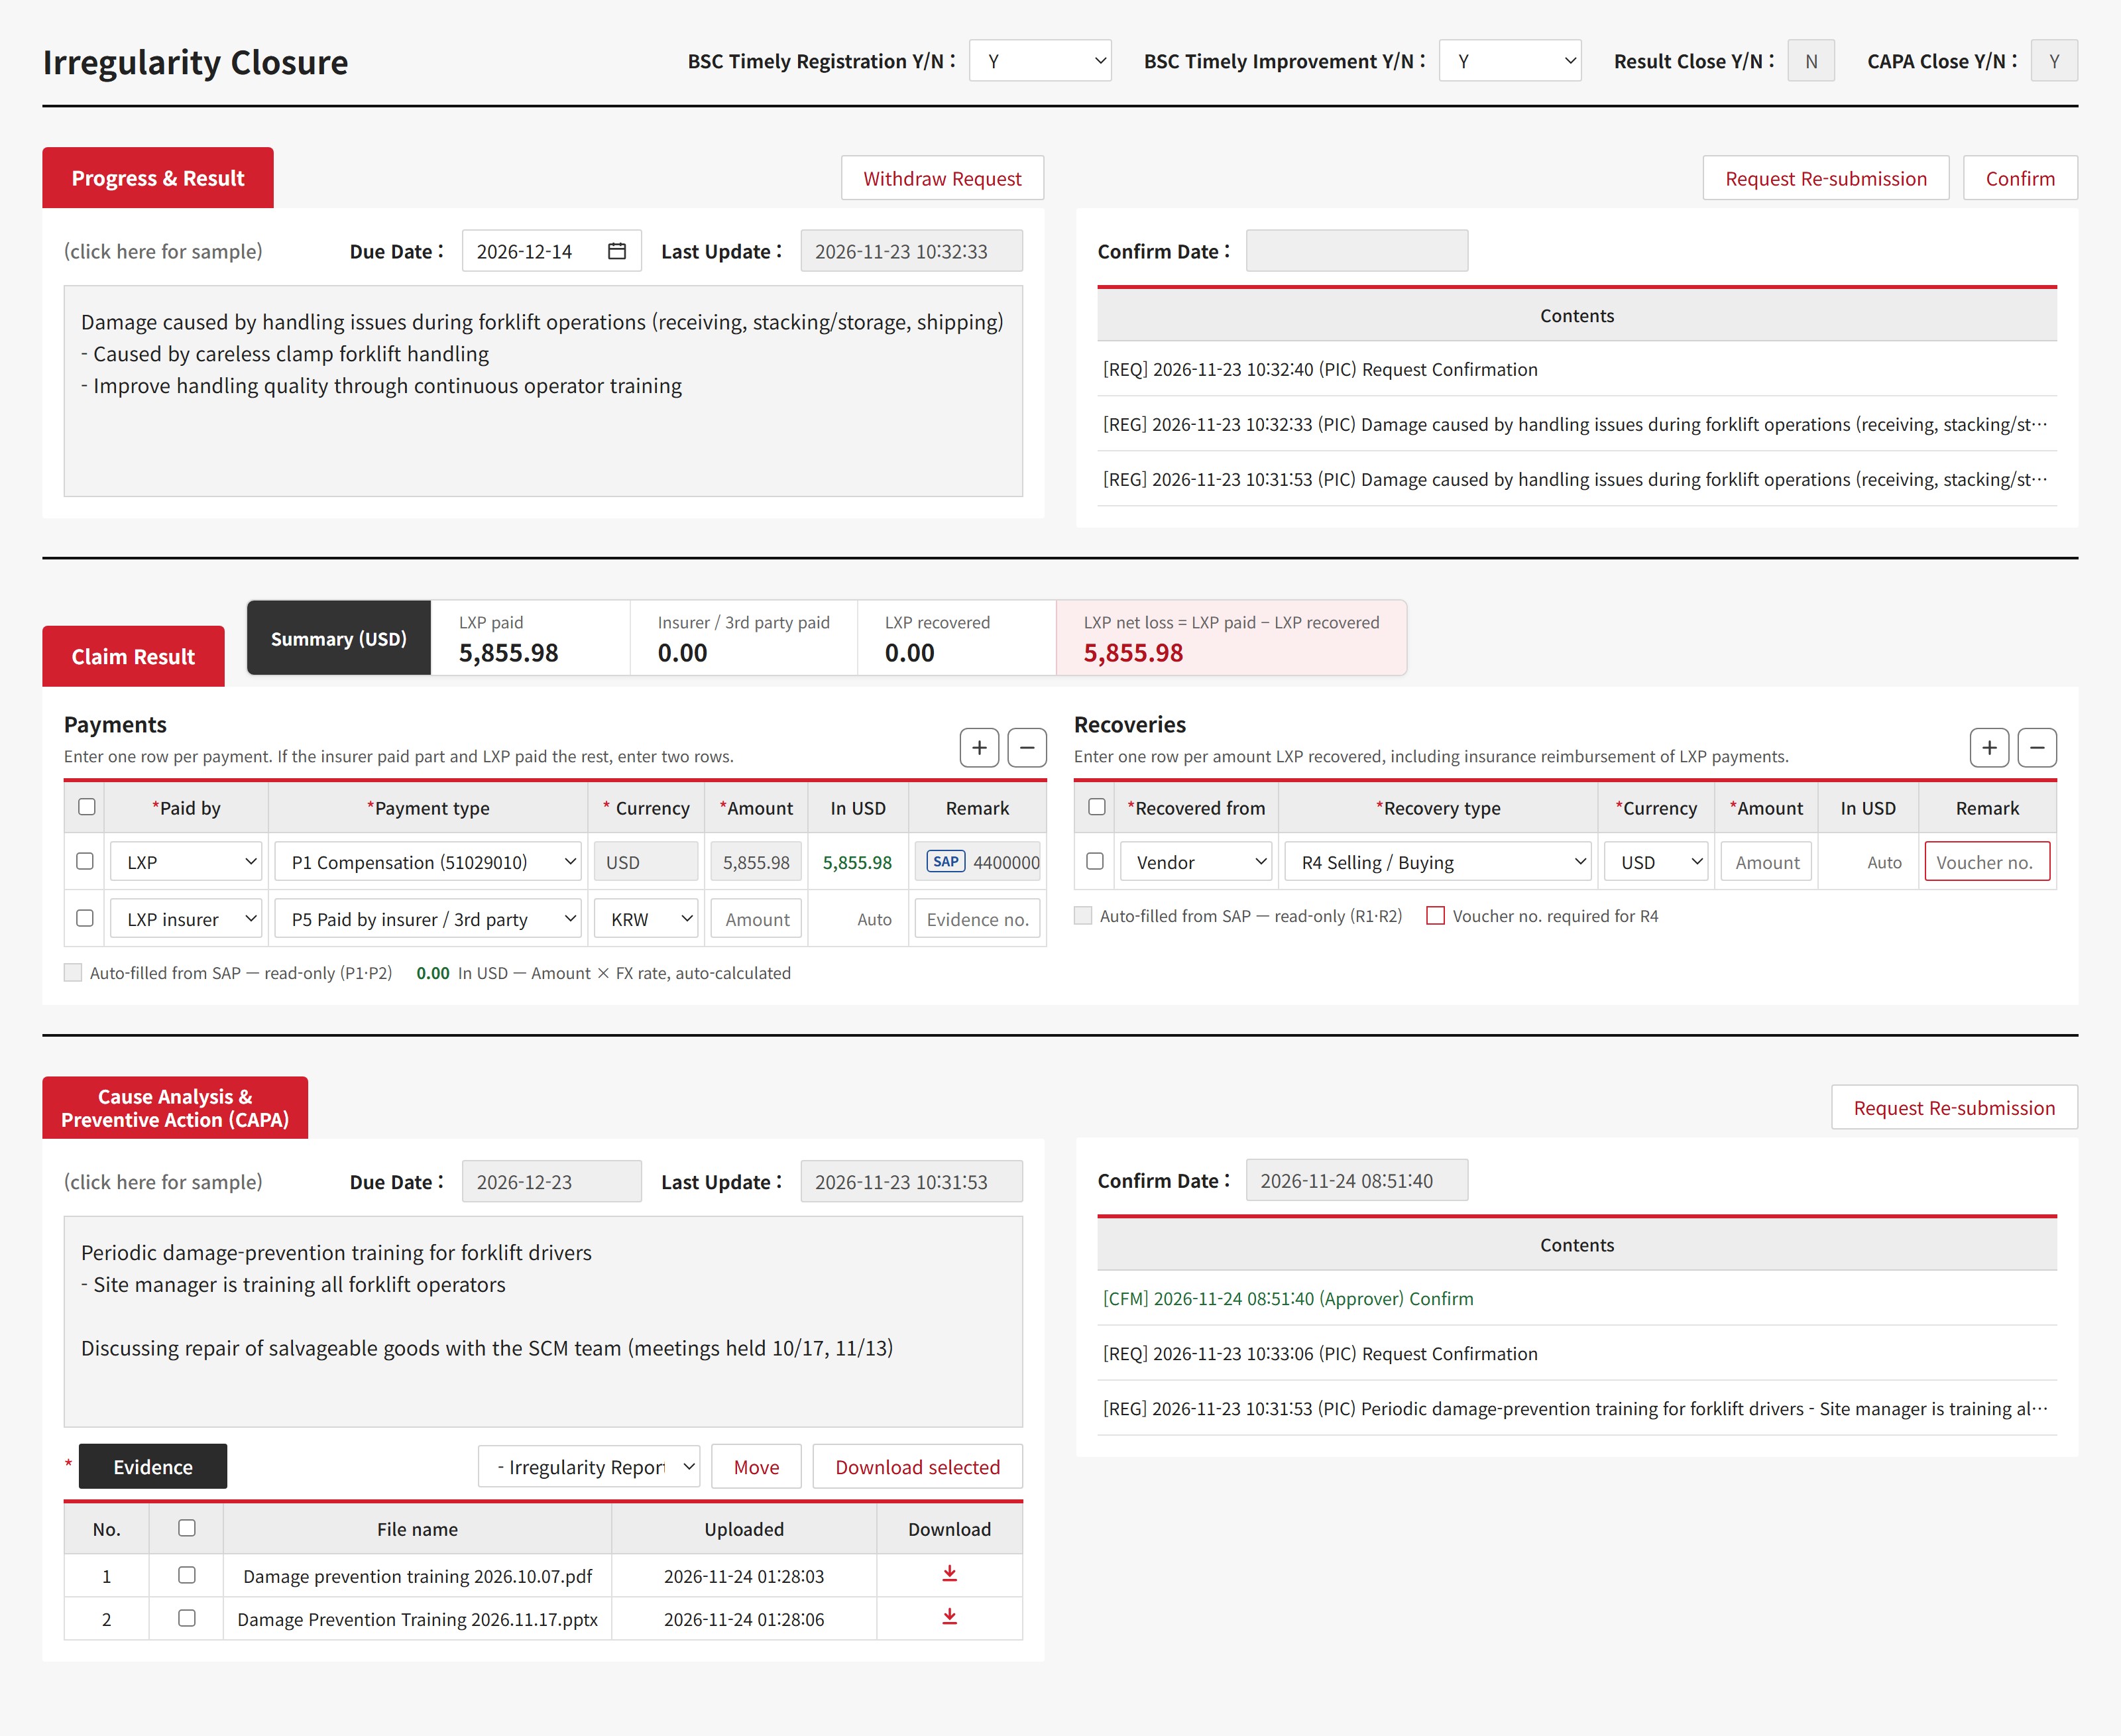 Irregularity Closure
BSC Timely Registration Y/N : Y
BSC Timely Improvement Y/N : Y
Result Close Y/N : N
CAPA Close Y/N : Y
Progress & Result
Withdraw Request
Request Re-submission
Confirm
(click here for sample)
Due Date : 2026-12-14
Last Update : 2026-11-23 10:32:33
Damage caused by handling issues during forklift operations (receiving, stacking/storage, shipping)
- Caused by careless clamp forklift handling
- Improve handling quality through continuous operator training
Confirm Date :
Contents
[REQ] 2026-11-23 10:32:40 (PIC) Request Confirmation
[REG] 2026-11-23 10:32:33 (PIC) Damage caused by handling issues during forklift operations (receiving, stacking/st⋯
[REG] 2026-11-23 10:31:53 (PIC) Damage caused by handling issues during forklift operations (receiving, stacking/st⋯
Claim Result
Summary (USD)
LXP paid
5,855.98
Insurer / 3rd party paid
0.00
LXP recovered
0.00
LXP net loss = LXP paid − LXP recovered
5,855.98
Payments
Enter one row per payment. If the insurer paid part and LXP paid the rest, enter two rows.
+ −
*Paid by *Payment type * Currency *Amount In USD Remark
LXP P1 Compensation (51029010) USD 5,855.98 5,855.98 SAP 4400000
LXP insurer P5 Paid by insurer / 3rd party KRW Amount Auto Evidence no.
Auto-filled from SAP — read-only (P1·P2) 0.00 In USD — Amount × FX rate, auto-calculated
Recoveries
Enter one row per amount LXP recovered, including insurance reimbursement of LXP payments.
+ −
*Recovered from *Recovery type *Currency *Amount In USD Remark
Vendor R4 Selling / Buying USD Amount Auto Voucher no.
Auto-filled from SAP — read-only (R1·R2) Voucher no. required for R4
Cause Analysis &
Preventive Action (CAPA)
Request Re-submission
(click here for sample)
Due Date : 2026-12-23
Last Update : 2026-11-23 10:31:53
Periodic damage-prevention training for forklift drivers
- Site manager is training all forklift operators
Discussing repair of salvageable goods with the SCM team (meetings held 10/17, 11/13)
Confirm Date : 2026-11-24 08:51:40
Contents
[CFM] 2026-11-24 08:51:40 (Approver) Confirm
[REQ] 2026-11-23 10:33:06 (PIC) Request Confirmation
[REG] 2026-11-23 10:31:53 (PIC) Periodic damage-prevention training for forklift drivers - Site manager is training al⋯
* Evidence
- Irregularity Report
Move
Download selected
No. File name Uploaded Download
1 Damage prevention training 2026.10.07.pdf 2026-11-24 01:28:03
2 Damage Prevention Training 2026.11.17.pptx 2026-11-24 01:28:06